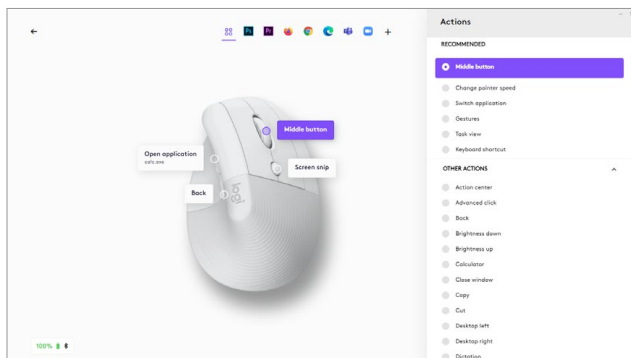 Ps
Pr
+
Actions
RECOMMENDED
Middle button
Change pointer speed
Switch application
Gestures
Task view
Keyboard shortcut
OTHER ACTIONS
Action center
Advanced click
Back
Brightness down
Brightness up
Calculator
Close window
Copy
Cut
Desktop left
Desktop right
Dictation
Middle button
Open application
Screen snip
Back
logi
100%